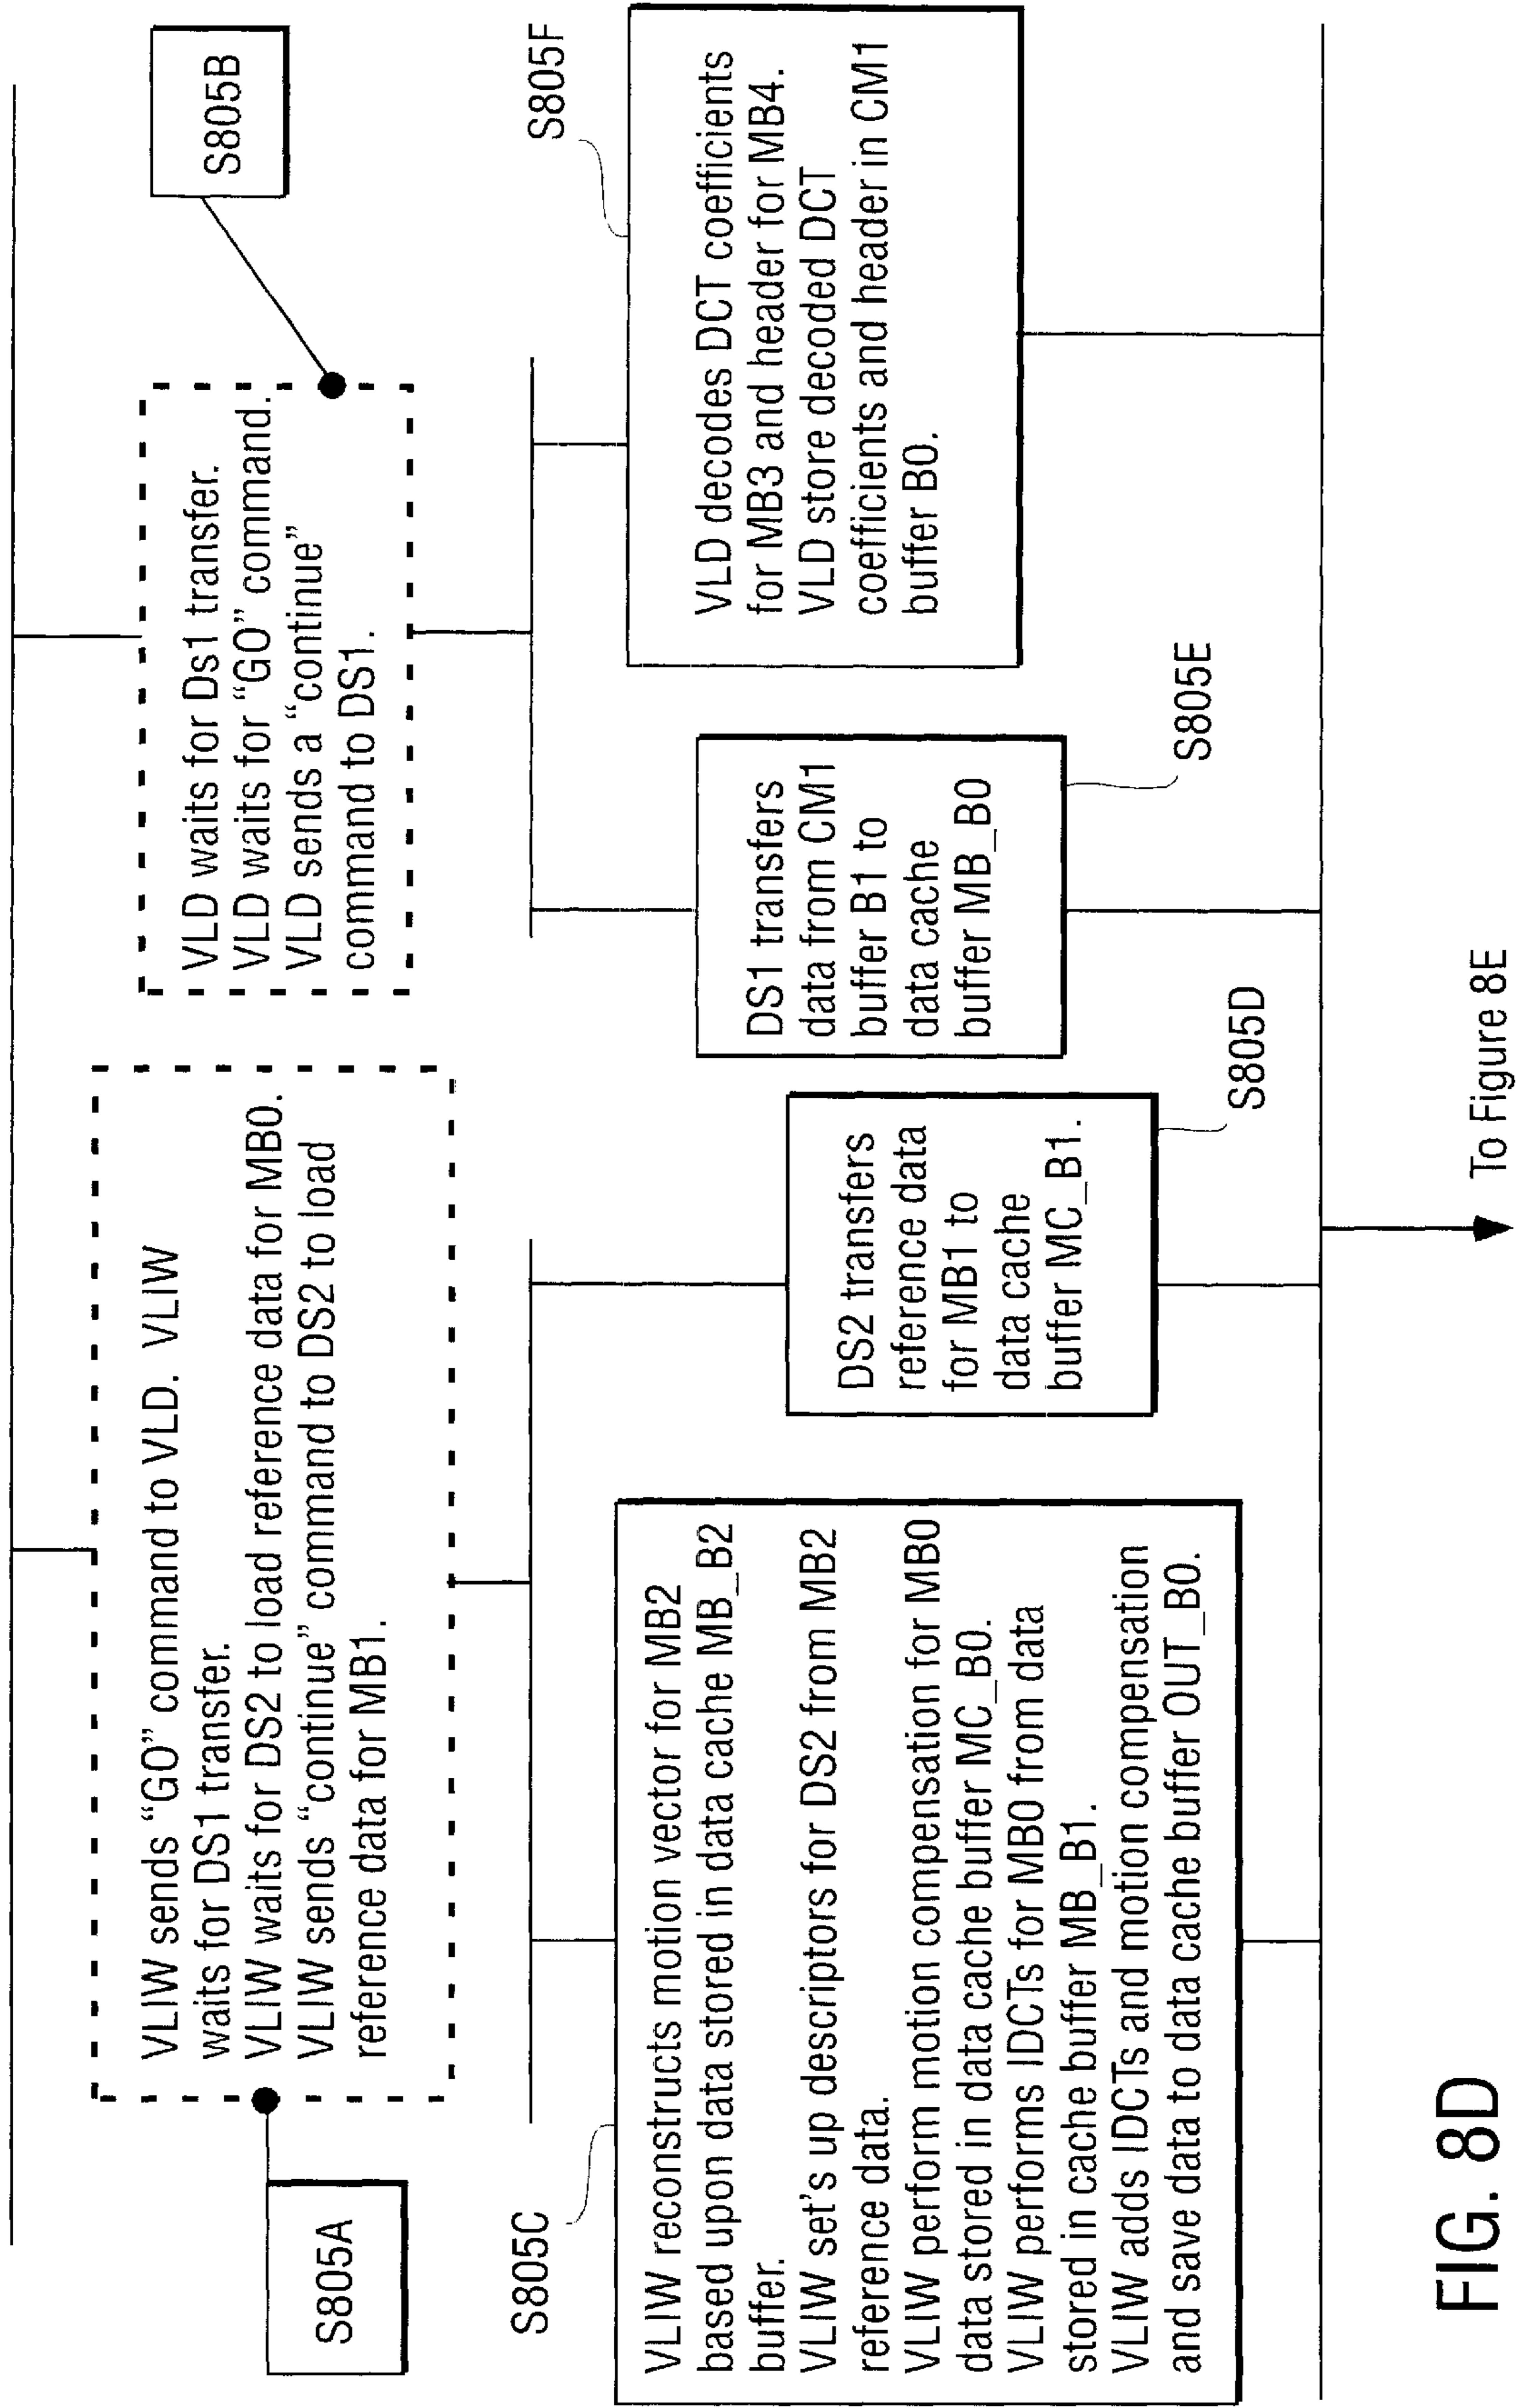 S805A
VLIW sends “GO” command to VLD. VLIW
waits for DS1 transfer.
VLIW waits for DS2 to load reference data for MB0.
VLIW sends “continue” command to DS2 to load
reference data for MB1.
VLD waits for Ds1 transfer.
VLD waits for “GO” command.
VLD sends a “continue”
command to DS1.
S805B
S805C
VLIW reconstructs motion vector for MB2
based upon data stored in data cache MB_B2
buffer.
VLIW set's up descriptors for DS2 from MB2
reference data.
VLIW perform motion compensation for MB0
data stored in data cache buffer MC_B0.
VLIW performs IDCTs for MB0 from data
stored in cache buffer MB_B1.
VLIW adds IDCTs and motion compensation
and save data to data cache buffer OUT_B0.
DS2 transfers
reference data
for MB1 to
data cache
buffer MC_B1.
S805D
DS1 transfers
data from CM1
buffer B1 to
data cache
buffer MB_B0
S805E
S805F
VLD decodes DCT coefficients
for MB3 and header for MB4.
VLD store decoded DCT
coefficients and header in CM1
buffer B0.
To Figure 8E
FIG. 8D